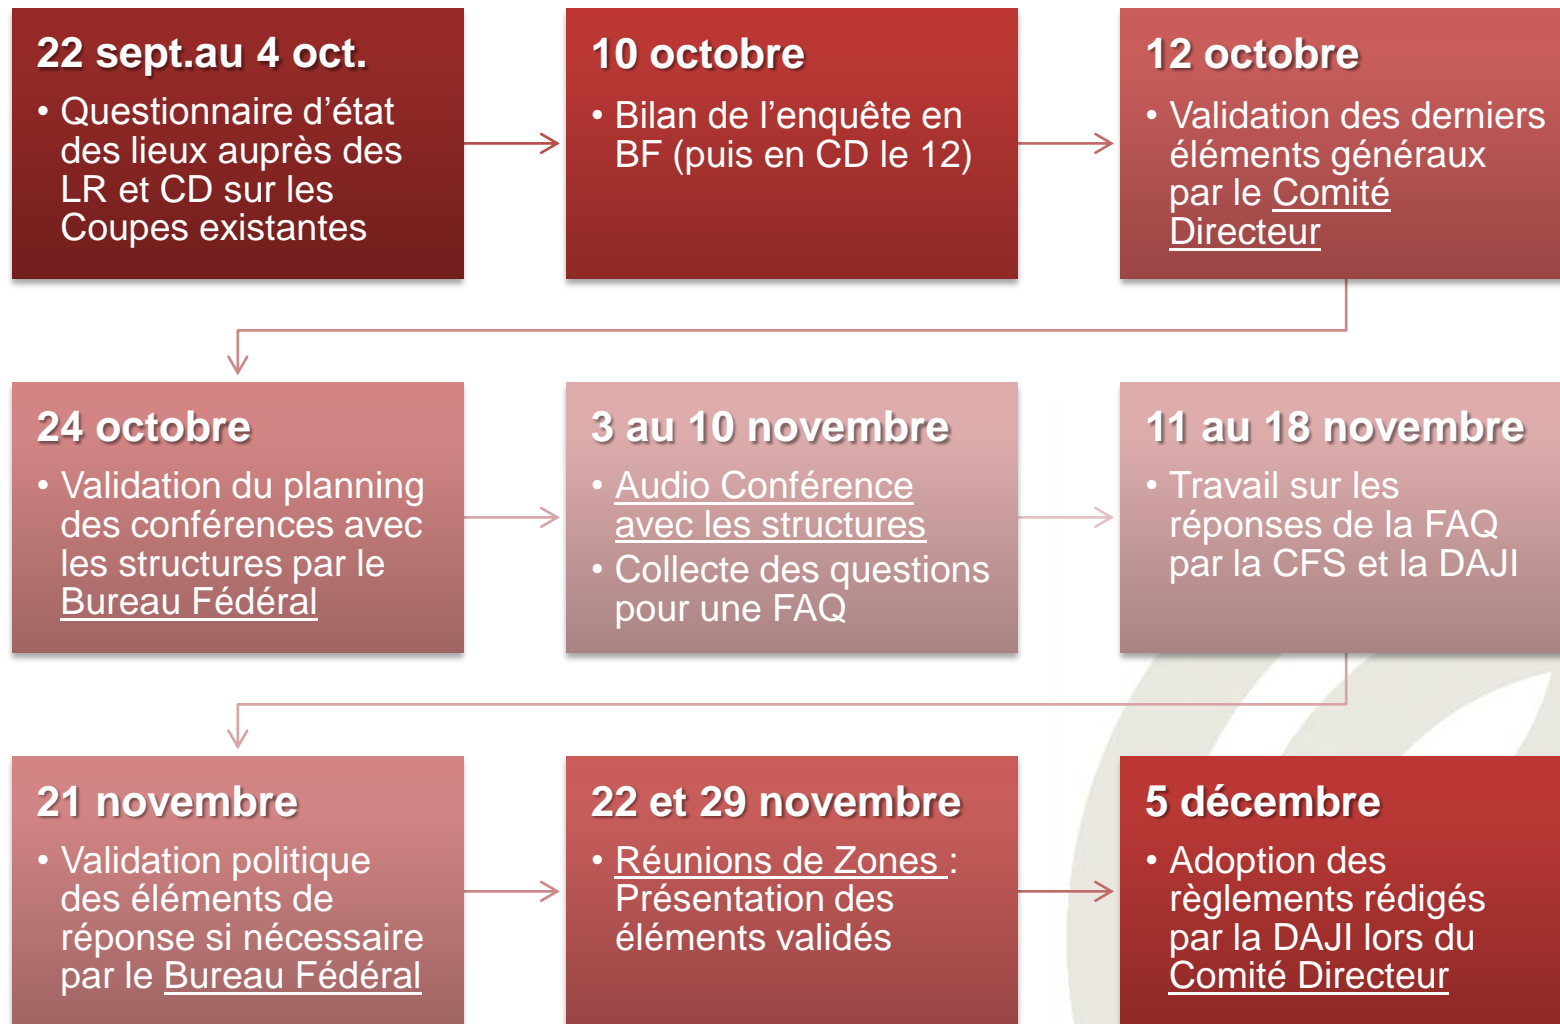 22 sept.au 4 oct.
• Questionnaire d’état
des lieux auprès des
LR et CD sur les
Coupes existantes
10 octobre
• Bilan de l’enquête en
BF (puis en CD le 12)
12 octobre
• Validation des derniers
éléments généraux
par le Comité
Directeur
24 octobre
• Validation du planning
des conférences avec
les structures par le
Bureau Fédéral
3 au 10 novembre
• Audio Conférence
avec les structures
• Collecte des questions
pour une FAQ
11 au 18 novembre
• Travail sur les
réponses de la FAQ
par la CFS et la DAJI
21 novembre
• Validation politique
des éléments de
réponse si nécessaire
par le Bureau Fédéral
22 et 29 novembre
• Réunions de Zones :
Présentation des
éléments validés
5 décembre
• Adoption des
règlements rédigés
par la DAJI lors du
Comité Directeur